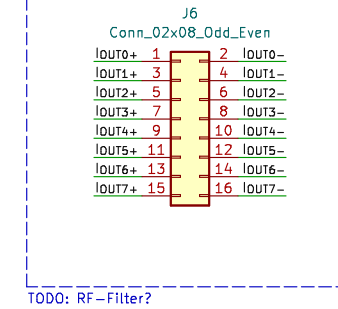 J6
Conn_02x08_Odd_Even
IOUT0+ 1 2 IOUT0-
IOUT1+ 3 4 IOUT1-
IOUT2+ 5 6 IOUT2-
IOUT3+ 7 8 IOUT3-
IOUT4+ 9 10 IOUT4-
IOUT5+ 11 12 IOUT5-
IOUT6+ 13 14 IOUT6-
IOUT7+ 15 16 IOUT7-
TODO: RF-Filter?